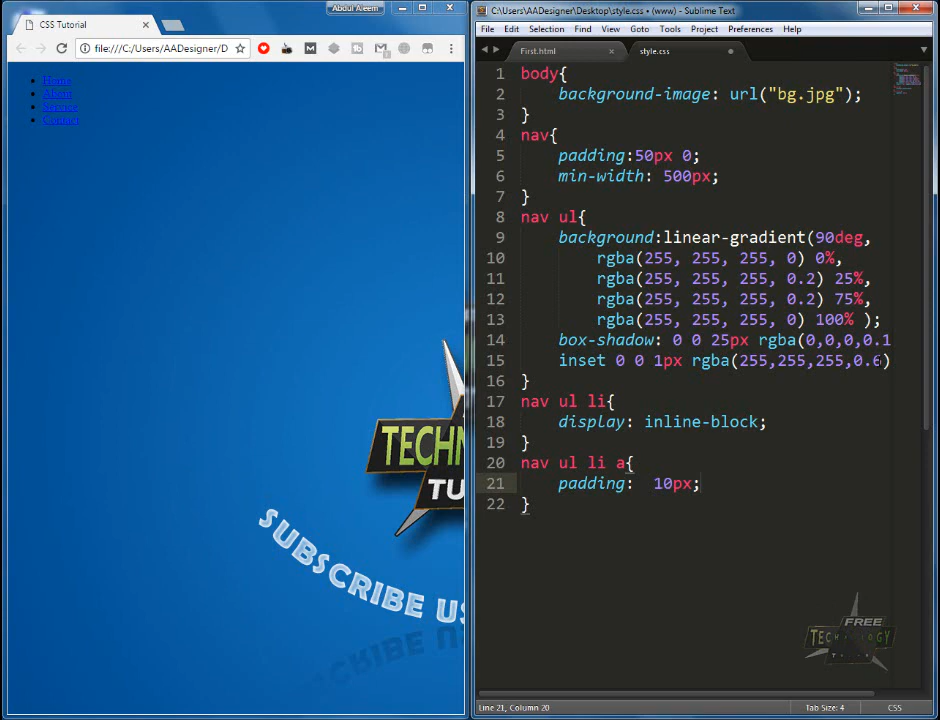 Abdul Aleem
CSS Tutorial
file:///C:/Users/AADesigner/D
Home
About
Service
Contact
TECHN
TU
SUBSCRIBE US
C:\Users\AADesigner\Desktop\style.css • (www) - Sublime Text
File Edit Selection Find View Goto Tools Project Preferences Help
First.html
style.css
1 body{
2 background-image: url("bg.jpg");
3 }
4 nav{
5 padding:50px 0;
6 min-width: 500px;
7 }
8 nav ul{
9 background:linear-gradient(90deg,
10 rgba(255, 255, 255, 0) 0%,
11 rgba(255, 255, 255, 0.2) 25%,
12 rgba(255, 255, 255, 0.2) 75%,
13 rgba(255, 255, 255, 0) 100% );
14 box-shadow: 0 0 25px rgba(0,0,0,0.1
15 inset 0 0 1px rgba(255,255,255,0.6)
16 }
17 nav ul li{
18 display: inline-block;
19 }
20 nav ul li a{
21 padding: 10px;
22 }
FREE
TECHNOLOGY
Line 21, Column 20
Tab Size: 4
CSS